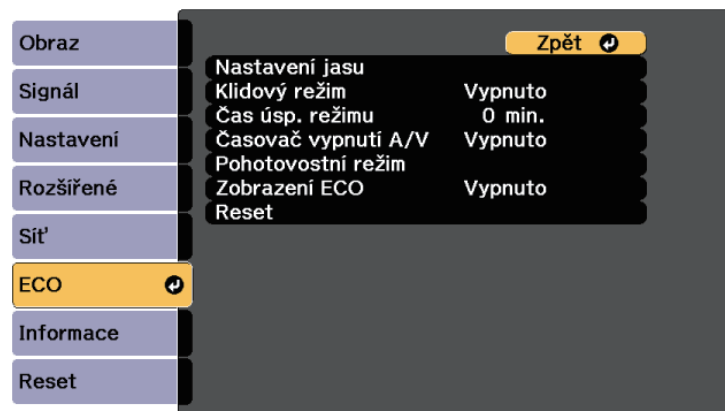 Obraz
Signál
Nastavení
Rozšířené
Síť
ECO
Informace
Reset
Zpět
Nastavení jasu
Klidový režim Vypnuto
Čas úsp. režimu 0 min.
Časovač vypnutí A/V Vypnuto
Pohotovostní režim
Zobrazení ECO Vypnuto
Reset